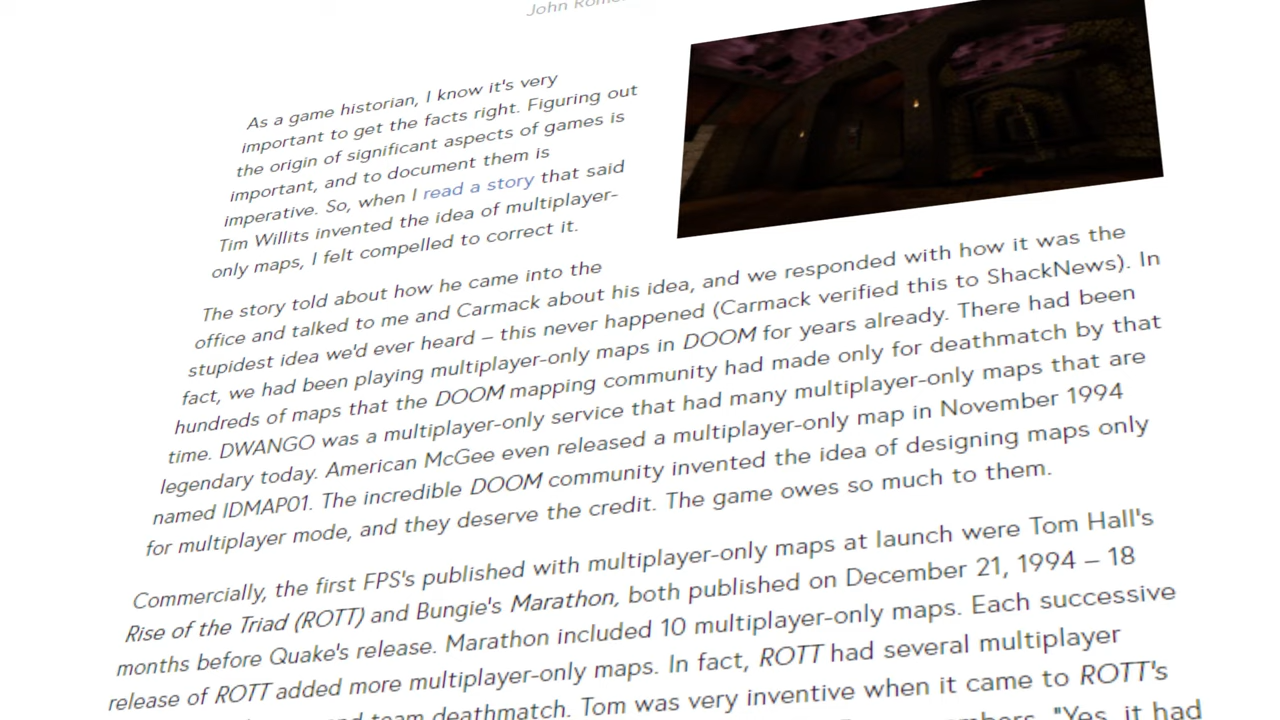 John
As a game historian, I know it's very
important to get the facts right. Figuring out
the origin of significant aspects of games is
important, and to document them is
imperative. So, when I read a story that said
Tim Willits invented the idea of multiplayer-
only maps, I felt compelled to correct it.
The story told about how he came into the
office and talked to me and Carmack about his idea, and we responded with how it was the
stupidest idea we'd ever heard – this never happened (Carmack verified this to ShackNews). In
fact, we had been playing multiplayer-only maps in DOOM for years already. There had been
hundreds of maps that the DOOM mapping community had made only for deathmatch by that
time. DWANGO was a multiplayer-only service that had many multiplayer-only maps that are
legendary today. American McGee even released a multiplayer-only map in November 1994
named IDMAP01. The incredible DOOM community invented the idea of designing maps only
for multiplayer mode, and they deserve the credit. The game owes so much to them.
Commercially, the first FPS's published with multiplayer-only maps at launch were Tom Hall's
Rise of the Triad (ROTT) and Bungie's Marathon, both published on December 21, 1994 – 18
months before Quake's release. Marathon included 10 multiplayer-only maps. Each successive
release of ROTT added more multiplayer-only maps. In fact, ROTT had several multiplayer
team deathmatch. Tom was very inventive when it came to ROTT's
"Yes, it had